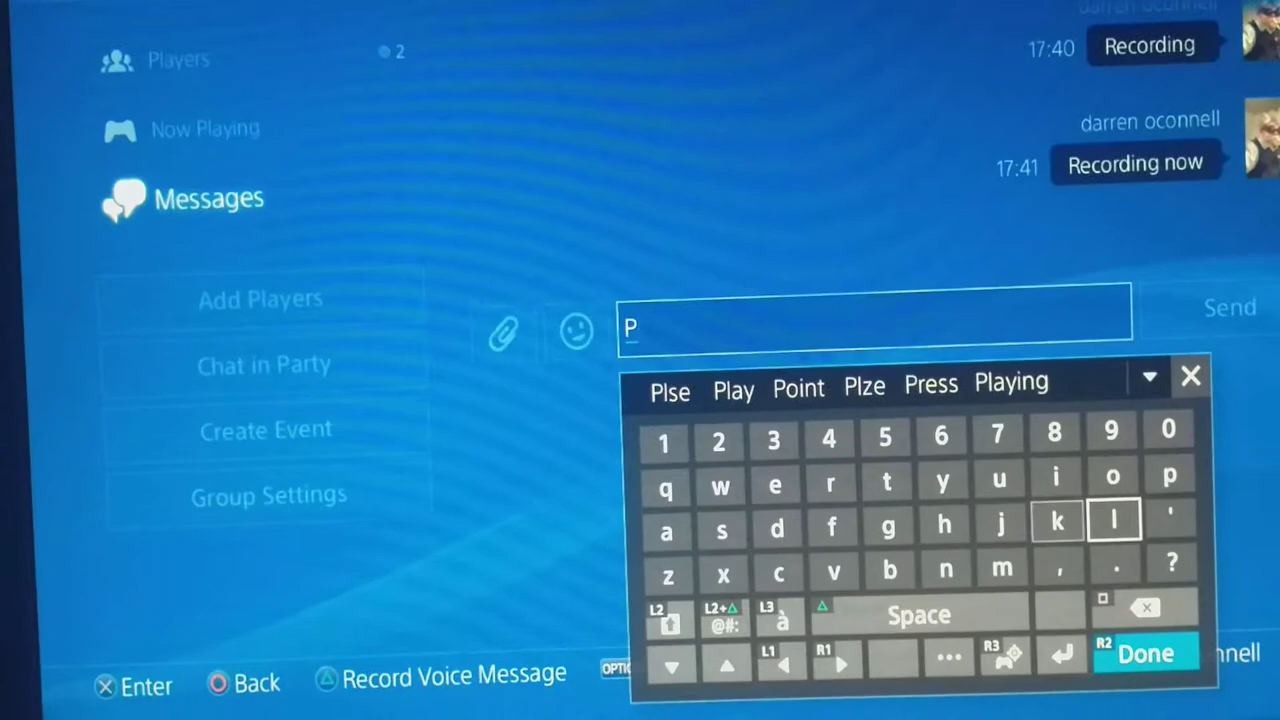 darren oconnell
Players
2
17:40
Recording
Now Playing
darren oconnell
17:41
Recording now
Messages
Add Players
Chat in Party
Create Event
Group Settings
P
Send
Plse Play Point Plze Press Playing
1 2 3 4 5 6 7 8 9 0
q w e r t y u i o p
a s d f g h j k l '
z x c v b n m , . ?
L2 L2+△ @#: L3 à △ Space
L1 R1 ... R3 R2 Done
Enter Back Record Voice Message OPTIO
nnell